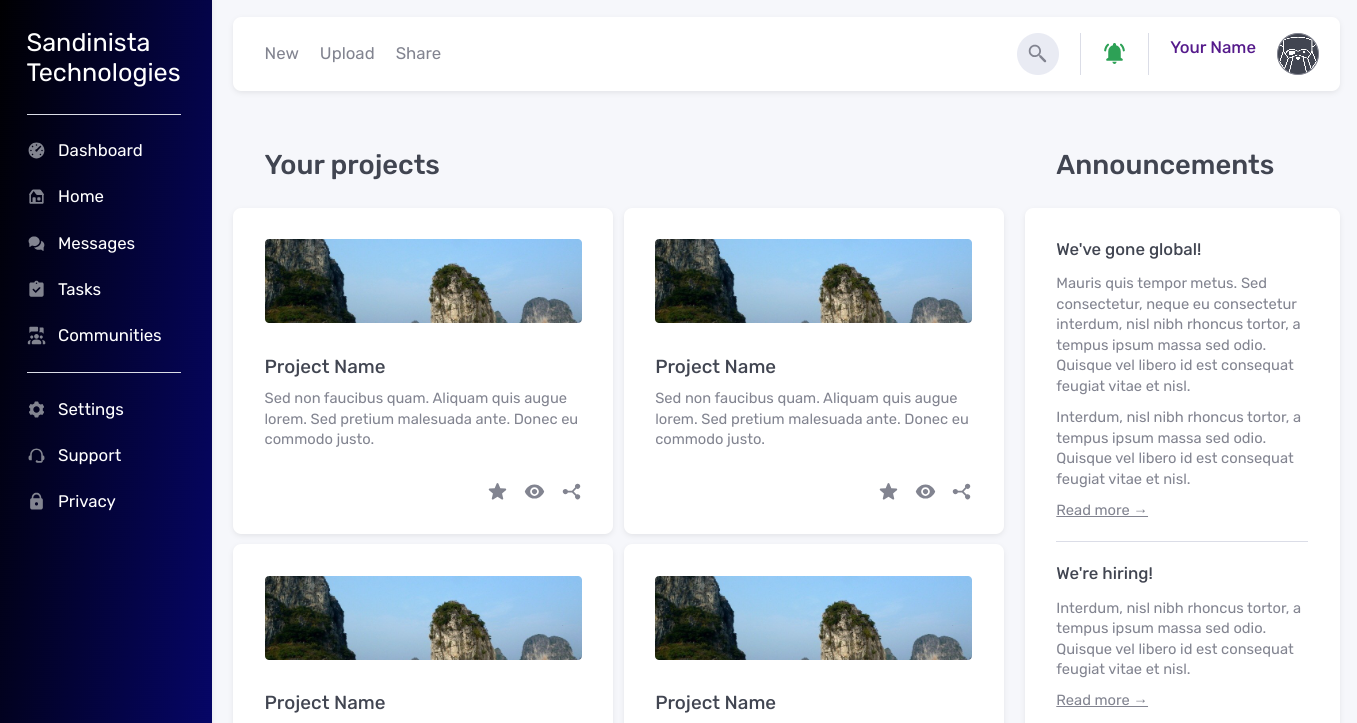 Sandinista
Technologies
Dashboard
Home
Messages
Tasks
Communities
Settings
Support
Privacy
New
Upload
Share
Your Name
Your projects
Project Name
Sed non faucibus quam. Aliquam quis augue
lorem. Sed pretium malesuada ante. Donec eu
commodo justo.
Project Name
Sed non faucibus quam. Aliquam quis augue
lorem. Sed pretium malesuada ante. Donec eu
commodo justo.
Project Name
Project Name
Announcements
We've gone global!
Mauris quis tempor metus. Sed
consectetur, neque eu consectetur
interdum, nisl nibh rhoncus tortor, a
tempus ipsum massa sed odio.
Quisque vel libero id est consequat
feugiat vitae et nisl.
Interdum, nisl nibh rhoncus tortor, a
tempus ipsum massa sed odio.
Quisque vel libero id est consequat
feugiat vitae et nisl.
Read more →
We're hiring!
Interdum, nisl nibh rhoncus tortor, a
tempus ipsum massa sed odio.
Quisque vel libero id est consequat
feugiat vitae et nisl.
Read more →